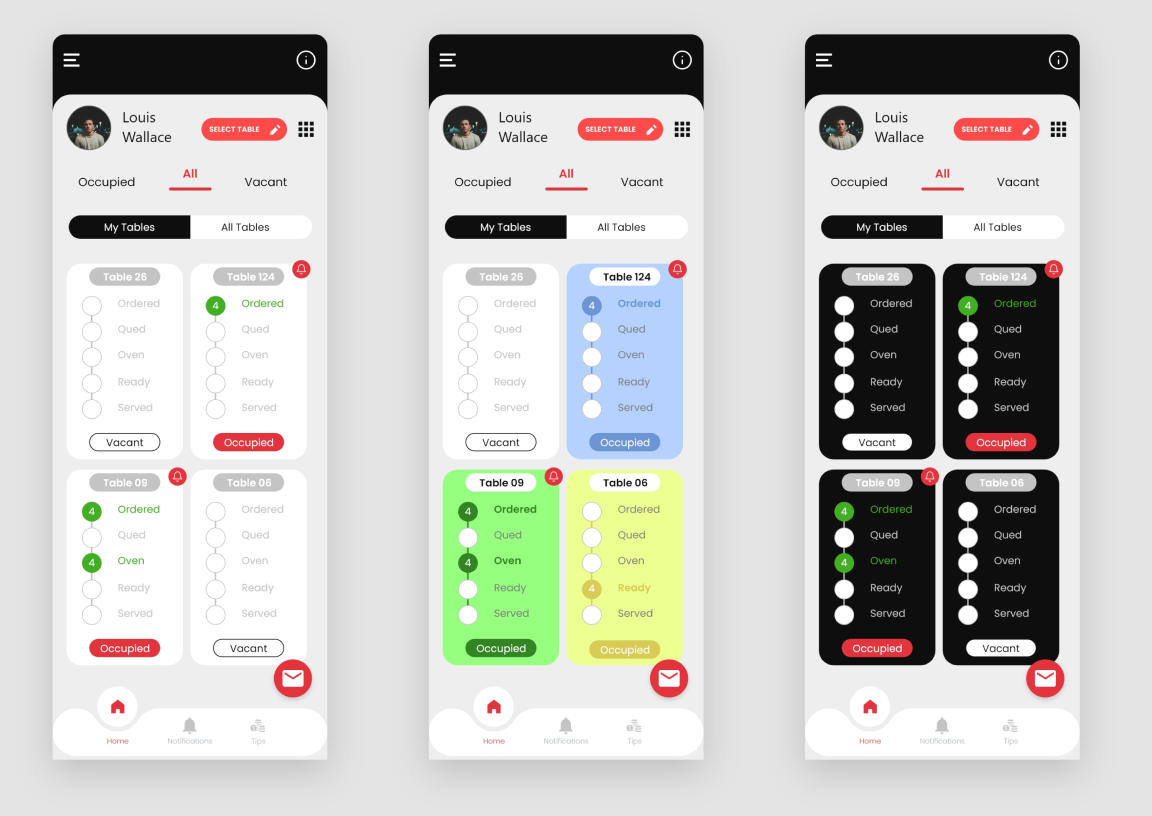 Louis
Wallace
SELECT TABLE
Occupied
All
Vacant
My Tables
All Tables
Table 26
Ordered
Qued
Oven
Ready
Served
Vacant
Table 124
4
Ordered
Qued
Oven
Ready
Served
Occupied
Table 09
4
Ordered
Qued
4
Oven
Ready
Served
Occupied
Table 06
Ordered
Qued
Oven
Ready
Served
Vacant
Home
Notifications
Tips
Louis
Wallace
SELECT TABLE
Occupied
All
Vacant
My Tables
All Tables
Table 26
Ordered
Qued
Oven
Ready
Served
Vacant
Table 124
4
Ordered
Qued
Oven
Ready
Served
Occupied
Table 09
4
Ordered
Qued
4
Oven
Ready
Served
Occupied
Table 06
Ordered
Qued
Oven
4
Ready
Served
Occupied
Home
Notifications
Tips
Louis
Wallace
SELECT TABLE
Occupied
All
Vacant
My Tables
All Tables
Table 26
Ordered
Qued
Oven
Ready
Served
Vacant
Table 124
4
Ordered
Qued
Oven
Ready
Served
Occupied
Table 09
4
Ordered
Qued
4
Oven
Ready
Served
Occupied
Table 06
Ordered
Qued
Oven
Ready
Served
Vacant
Home
Notifications
Tips